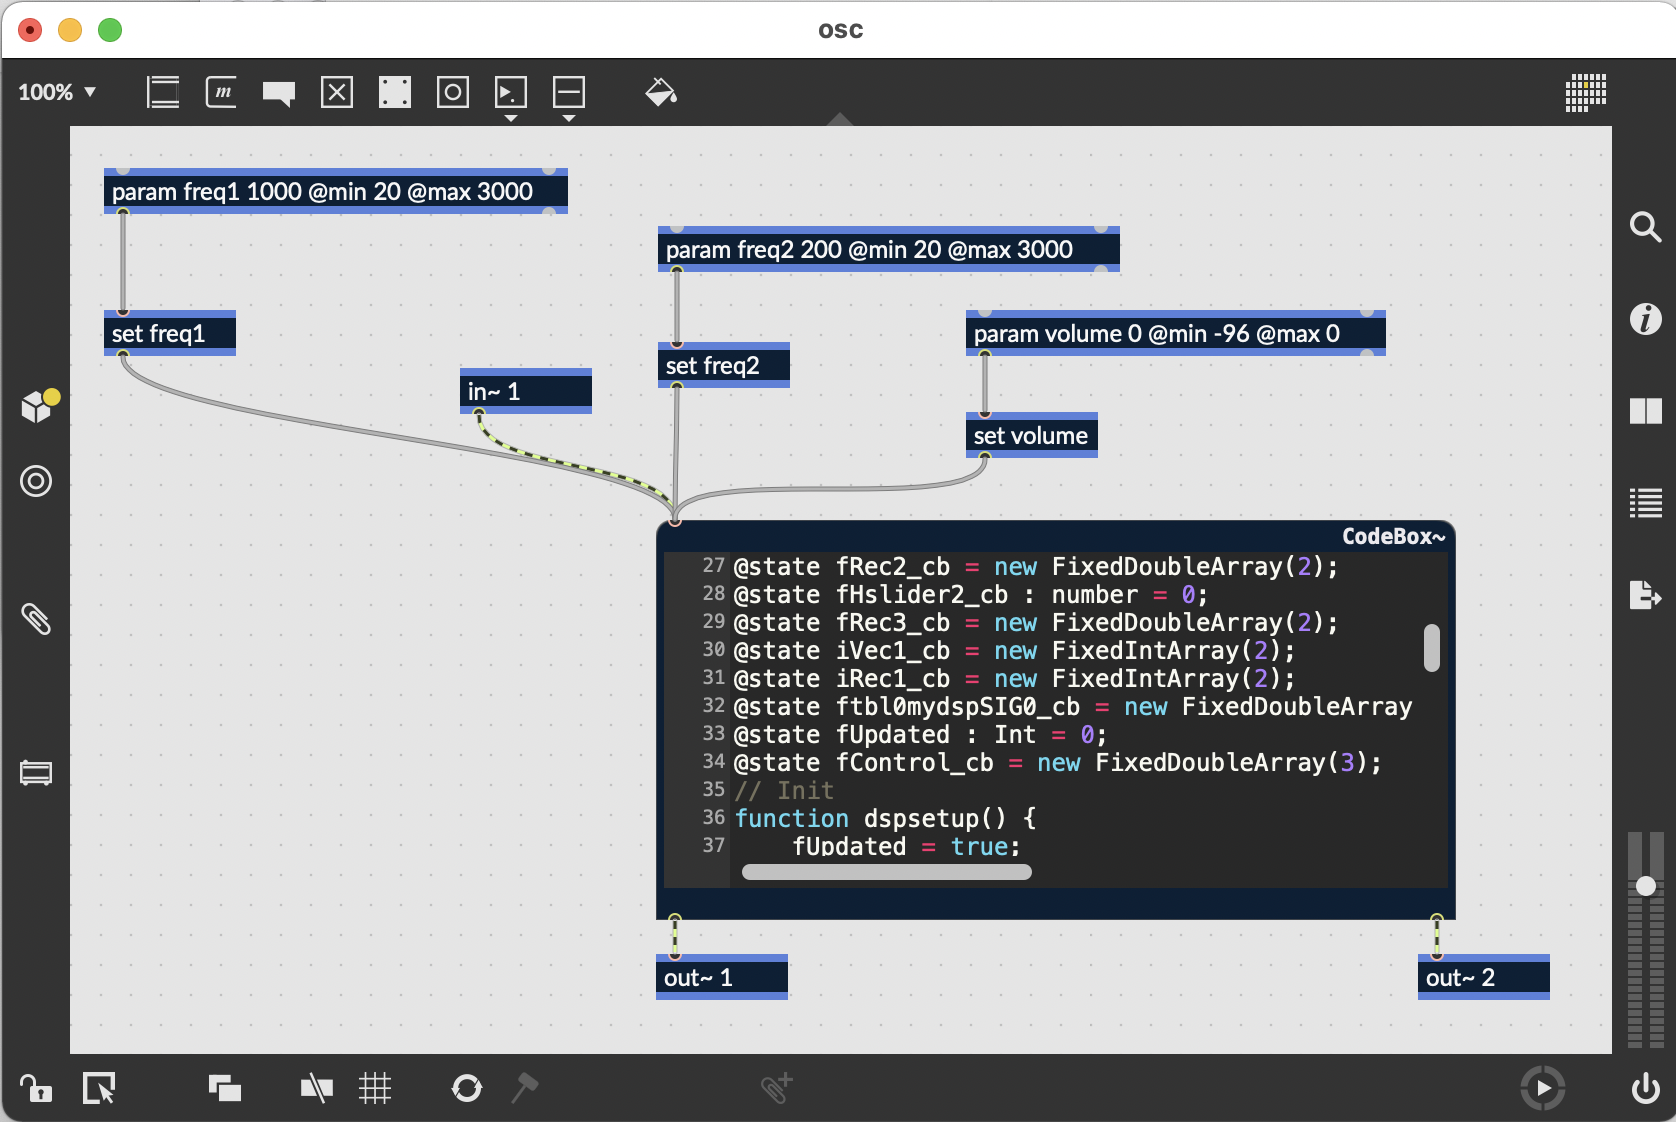 osc
100%
m
param freq1 1000 @min 20 @max 3000
param freq2 200 @min 20 @max 3000
set freq1
param volume 0 @min -96 @max 0
set freq2
in~ 1
set volume
CodeBox~
27 @state fRec2_cb = new FixedDoubleArray(2);
28 @state fHslider2_cb : number = 0;
29 @state fRec3_cb = new FixedDoubleArray(2);
30 @state iVec1_cb = new FixedIntArray(2);
31 @state iRec1_cb = new FixedIntArray(2);
32 @state ftbl0mydspSIG0_cb = new FixedDoubleArray
33 @state fUpdated : Int = 0;
34 @state fControl_cb = new FixedDoubleArray(3);
35 // Init
36 function dspsetup() {
37 fUpdated = true;
out~ 1
out~ 2